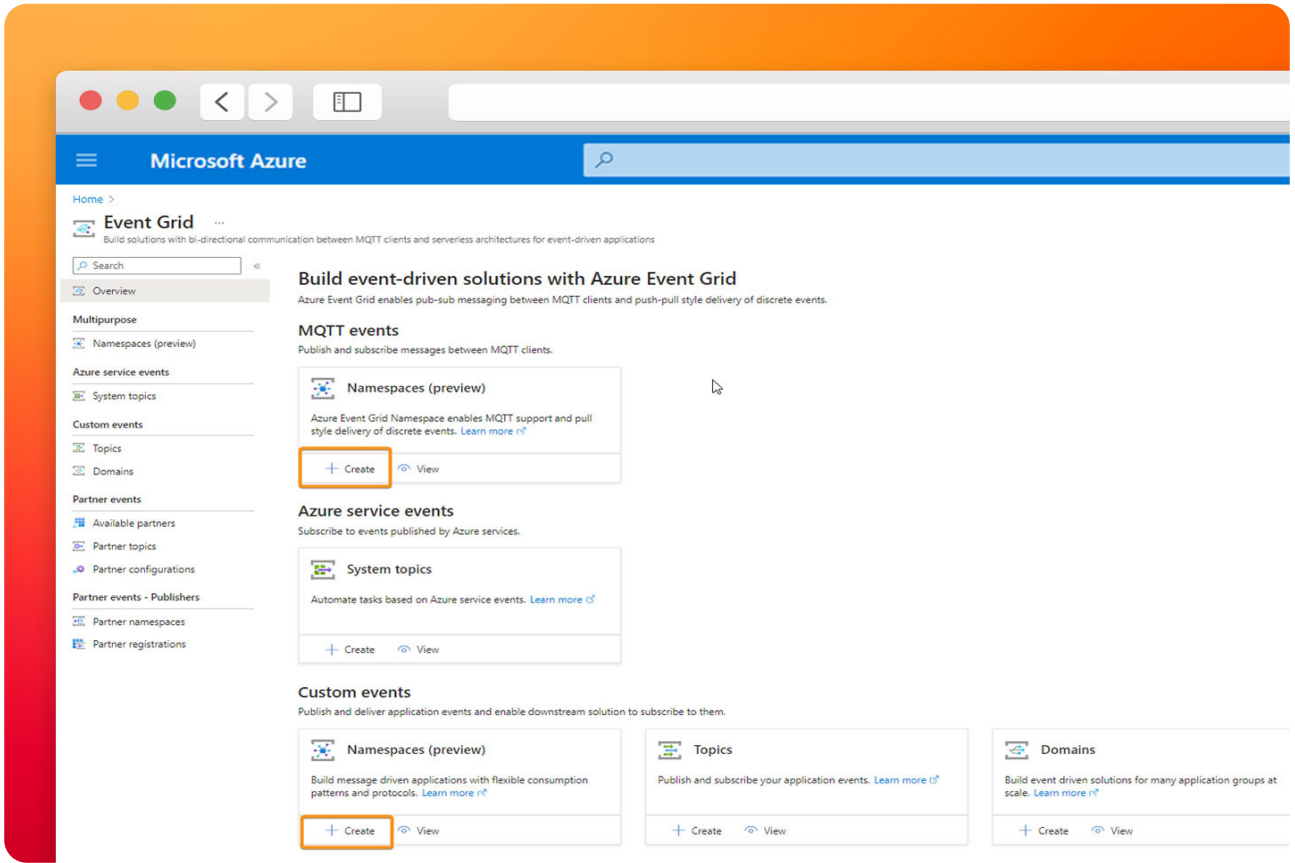 Microsoft Azure
Home >
Event Grid ...
Build solutions with bi-directional communication between MQTT clients and serverless architectures for event-driven applications
Search
«
Overview
Multipurpose
Namespaces (preview)
Azure service events
System topics
Custom events
Topics
Domains
Partner events
Available partners
Partner topics
Partner configurations
Partner events - Publishers
Partner namespaces
Partner registrations
Build event-driven solutions with Azure Event Grid
Azure Event Grid enables pub-sub messaging between MQTT clients and push-pull style delivery of discrete events.
MQTT events
Publish and subscribe messages between MQTT clients.
Namespaces (preview)
Azure Event Grid Namespace enables MQTT support and pull
style delivery of discrete events. Learn more
+ Create View
Azure service events
Subscribe to events published by Azure services.
System topics
Automate tasks based on Azure service events. Learn more
+ Create View
Custom events
Publish and deliver application events and enable downstream solution to subscribe to them.
Namespaces (preview)
Build message driven applications with flexible consumption
patterns and protocols. Learn more
+ Create View
Topics
Publish and subscribe your application events. Learn more
+ Create View
Domains
Build event driven solutions for many application groups at
scale. Learn more
+ Create View